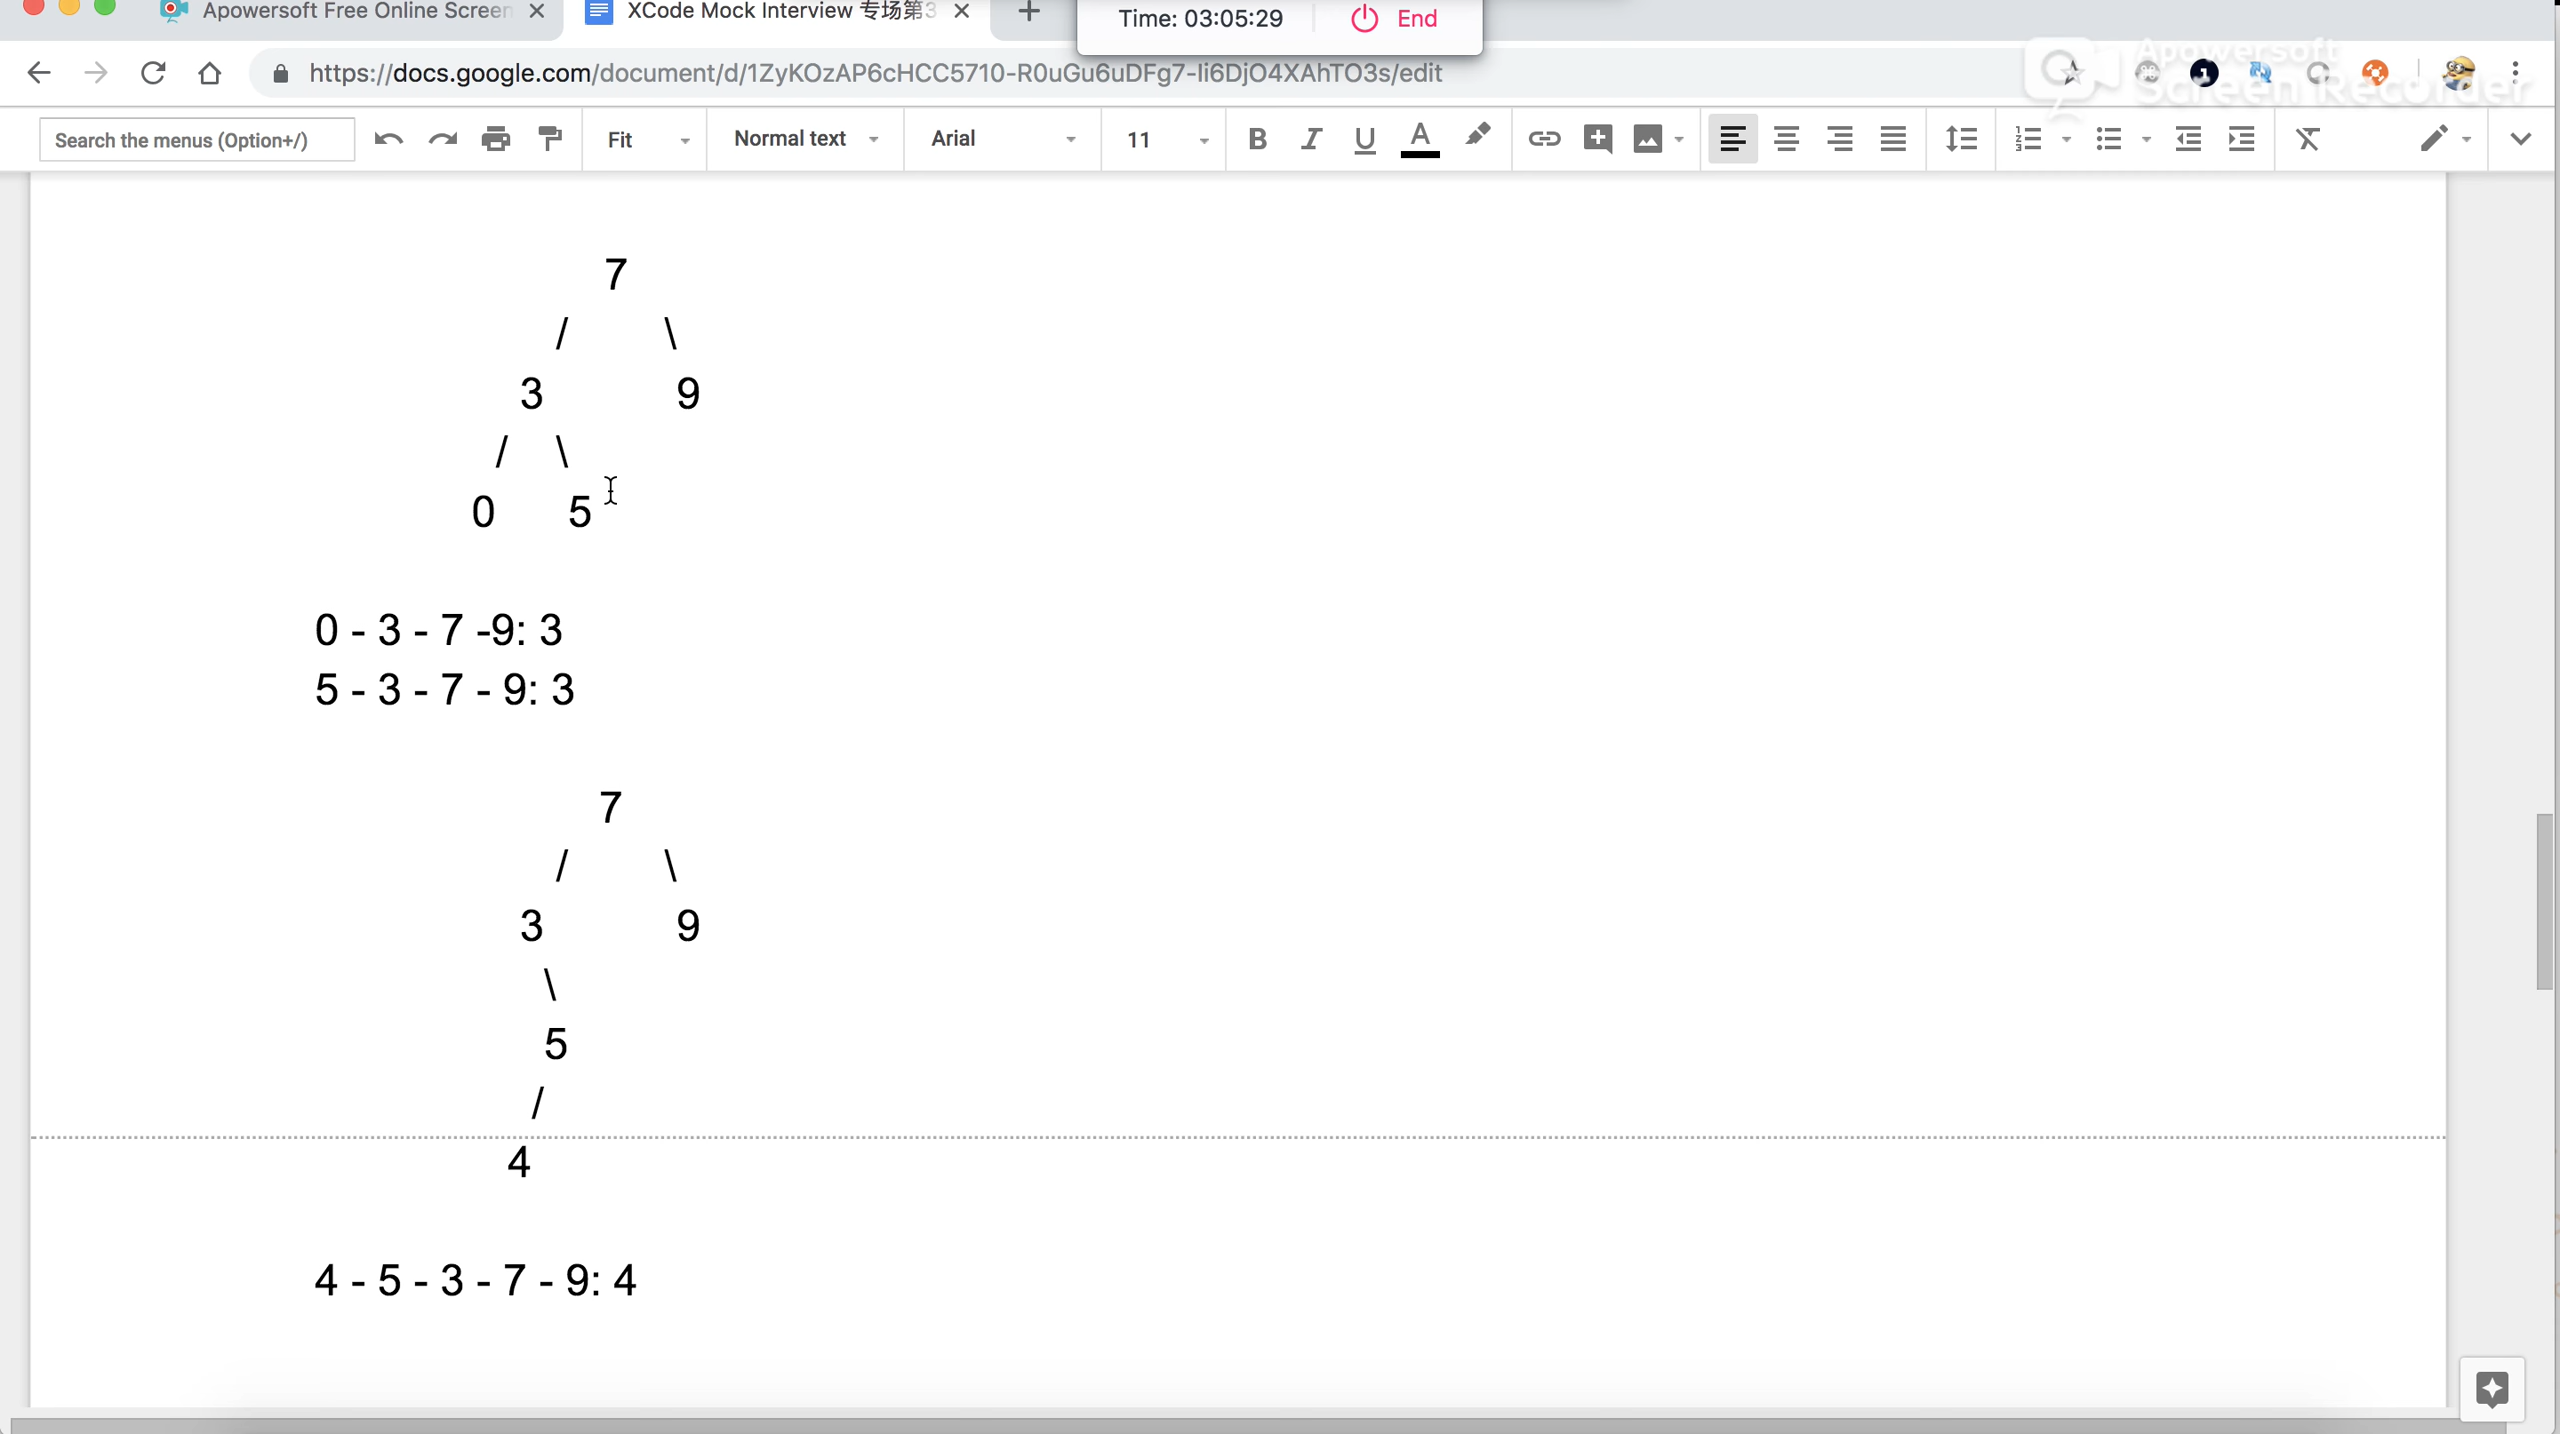 Apowersoft Free Online Screen
XCode Mock Interview 专场第3
Time: 03:05:29
End
https://docs.google.com/document/d/1ZyKOzAP6cHCC5710-R0uGu6uDFg7-li6DjO4XAhTO3s/edit
Apowersoft
Screen Recorder
Search the menus (Option+/)
Fit
Normal text
Arial
11
B I U A
7
/ \
3 9
/ \
0 5
0 - 3 - 7 -9: 3
5 - 3 - 7 - 9: 3
7
/ \
3 9
\
5
/
4
4 - 5 - 3 - 7 - 9: 4